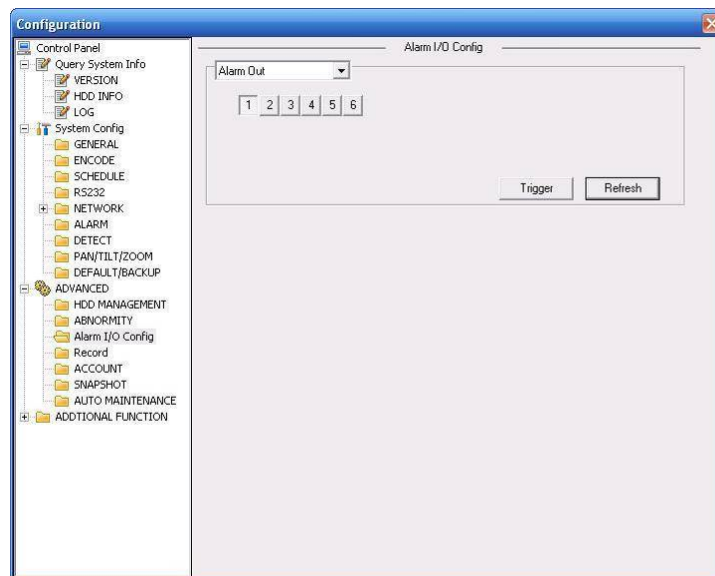 Configuration
Control Panel
Query System Info
VERSION
HDD INFO
LOG
System Config
GENERAL
ENCODE
SCHEDULE
RS232
NETWORK
ALARM
DETECT
PAN/TILT/ZOOM
DEFAULT/BACKUP
ADVANCED
HDD MANAGEMENT
ABNORMITY
Alarm I/O Config
Record
ACCOUNT
SNAPSHOT
AUTO MAINTENANCE
ADDTIONAL FUNCTION
Alarm I/O Config
Alarm Out
1 2 3 4 5 6
Trigger Refresh